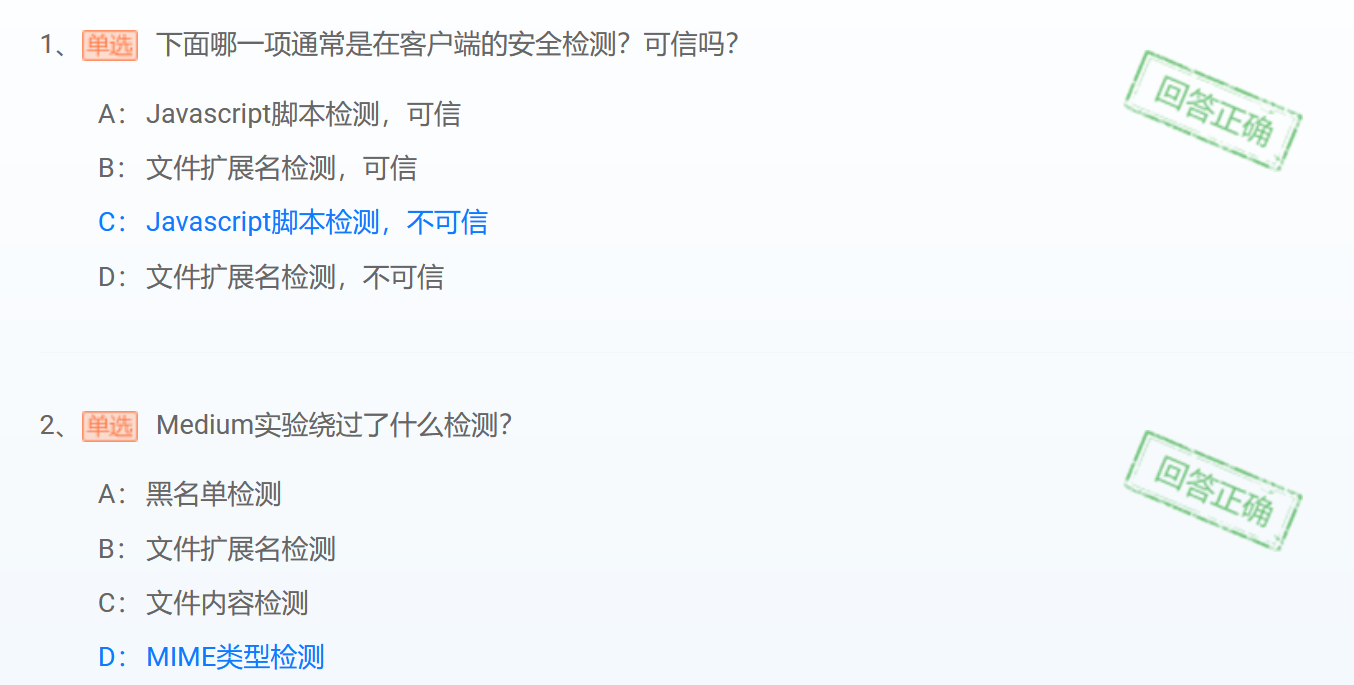 1、 单选 下面哪一项通常是在客户端的安全检测？可信吗？
回答正确
A： Javascript脚本检测，可信
B： 文件扩展名检测，可信
C： Javascript脚本检测，不可信
D： 文件扩展名检测，不可信
2、 单选 Medium实验绕过了什么检测？
回答正确
A： 黑名单检测
B： 文件扩展名检测
C： 文件内容检测
D： MIME类型检测